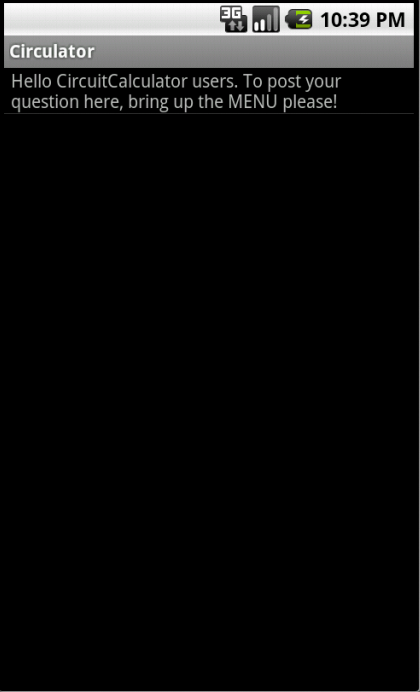 3G 10:39 PM
Circulator
Hello CircuitCalculator users. To post your
question here, bring up the MENU please!